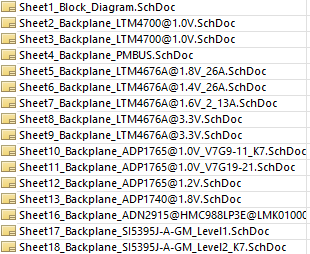 Sheet1_Block_Diagram.SchDoc
Sheet2_Backplane_LTM4700@1.0V.SchDoc
Sheet3_Backplane_LTM4700@1.0V.SchDoc
Sheet4_Backplane_PMBUS.SchDoc
Sheet5_Backplane_LTM4676A@1.8V_26A.SchDoc
Sheet6_Backplane_LTM4676A@1.4V_26A.SchDoc
Sheet7_Backplane_LTM4676A@1.6V_2_13A.SchDoc
Sheet8_Backplane_LTM4676A@3.3V.SchDoc
Sheet9_Backplane_LTM4676A@3.3V.SchDoc
Sheet10_Backplane_ADP1765@1.0V_V7G9-11_K7.SchDoc
Sheet11_Backplane_ADP1765@1.0V_V7G19-21.SchDoc
Sheet12_Backplane_ADP1765@1.2V.SchDoc
Sheet13_Backplane_ADP1740@1.8V.SchDoc
Sheet16_Backplane_ADN2915@HMC988LP3E@LMK01000
Sheet17_Backplane_SI5395J-A-GM_Level1.SchDoc
Sheet18_Backplane_SI5395J-A-GM_Level2_K7.SchDoc